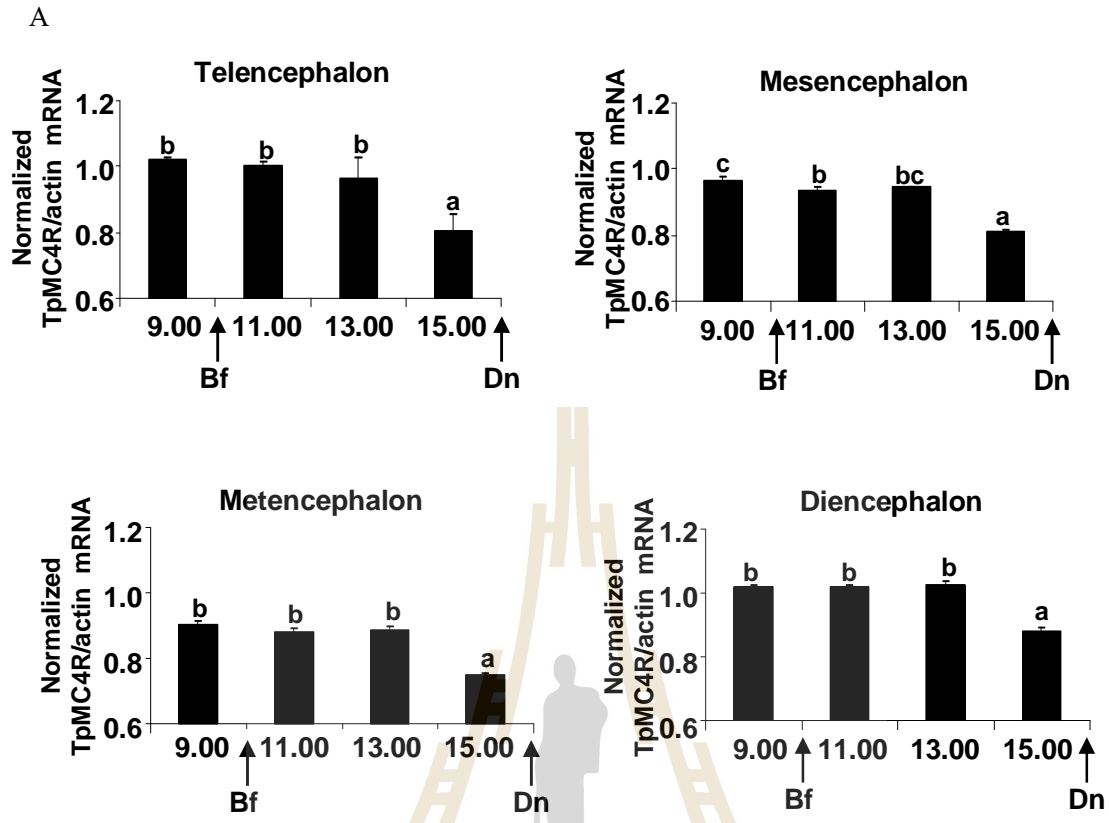 A
Telencephalon
Normalized
TpMC4R/actin mRNA
1.2
1.0
0.8
0.6
b
b
b
a
9.00
11.00
13.00
15.00
Bf
Dn
Mesencephalon
Normalized
TpMC4R/actin mRNA
1.2
1.0
0.8
0.6
c
b
bc
a
9.00
11.00
13.00
15.00
Bf
Dn
Metencephalon
Normalized
TpMC4R/actin mRNA
1.2
1.0
0.8
0.6
b
b
b
a
9.00
11.00
13.00
15.00
Bf
Dn
Diencephalon
Normalized
TpMC4R/actin mRNA
1.2
1.0
0.8
0.6
b
b
b
a
9.00
11.00
13.00
15.00
Bf
Dn